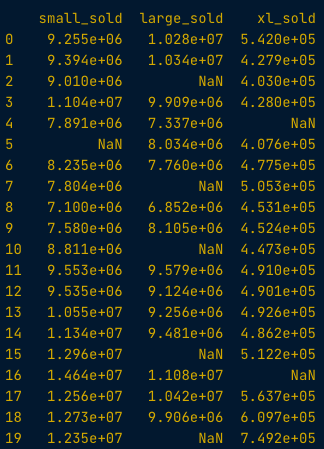 small_sold large_sold xl_sold
0 9.255e+06 1.028e+07 5.420e+05
1 9.394e+06 1.034e+07 4.279e+05
2 9.010e+06 NaN 4.030e+05
3 1.104e+07 9.909e+06 4.280e+05
4 7.891e+06 7.337e+06 NaN
5 NaN 8.034e+06 4.076e+05
6 8.235e+06 7.760e+06 4.775e+05
7 7.804e+06 NaN 5.053e+05
8 7.100e+06 6.852e+06 4.531e+05
9 7.580e+06 8.105e+06 4.524e+05
10 8.811e+06 NaN 4.473e+05
11 9.553e+06 9.579e+06 4.910e+05
12 9.535e+06 9.124e+06 4.901e+05
13 1.055e+07 9.256e+06 4.926e+05
14 1.134e+07 9.481e+06 4.862e+05
15 1.296e+07 NaN 5.122e+05
16 1.464e+07 1.108e+07 NaN
17 1.256e+07 1.042e+07 5.637e+05
18 1.273e+07 9.906e+06 6.097e+05
19 1.235e+07 NaN 7.492e+05